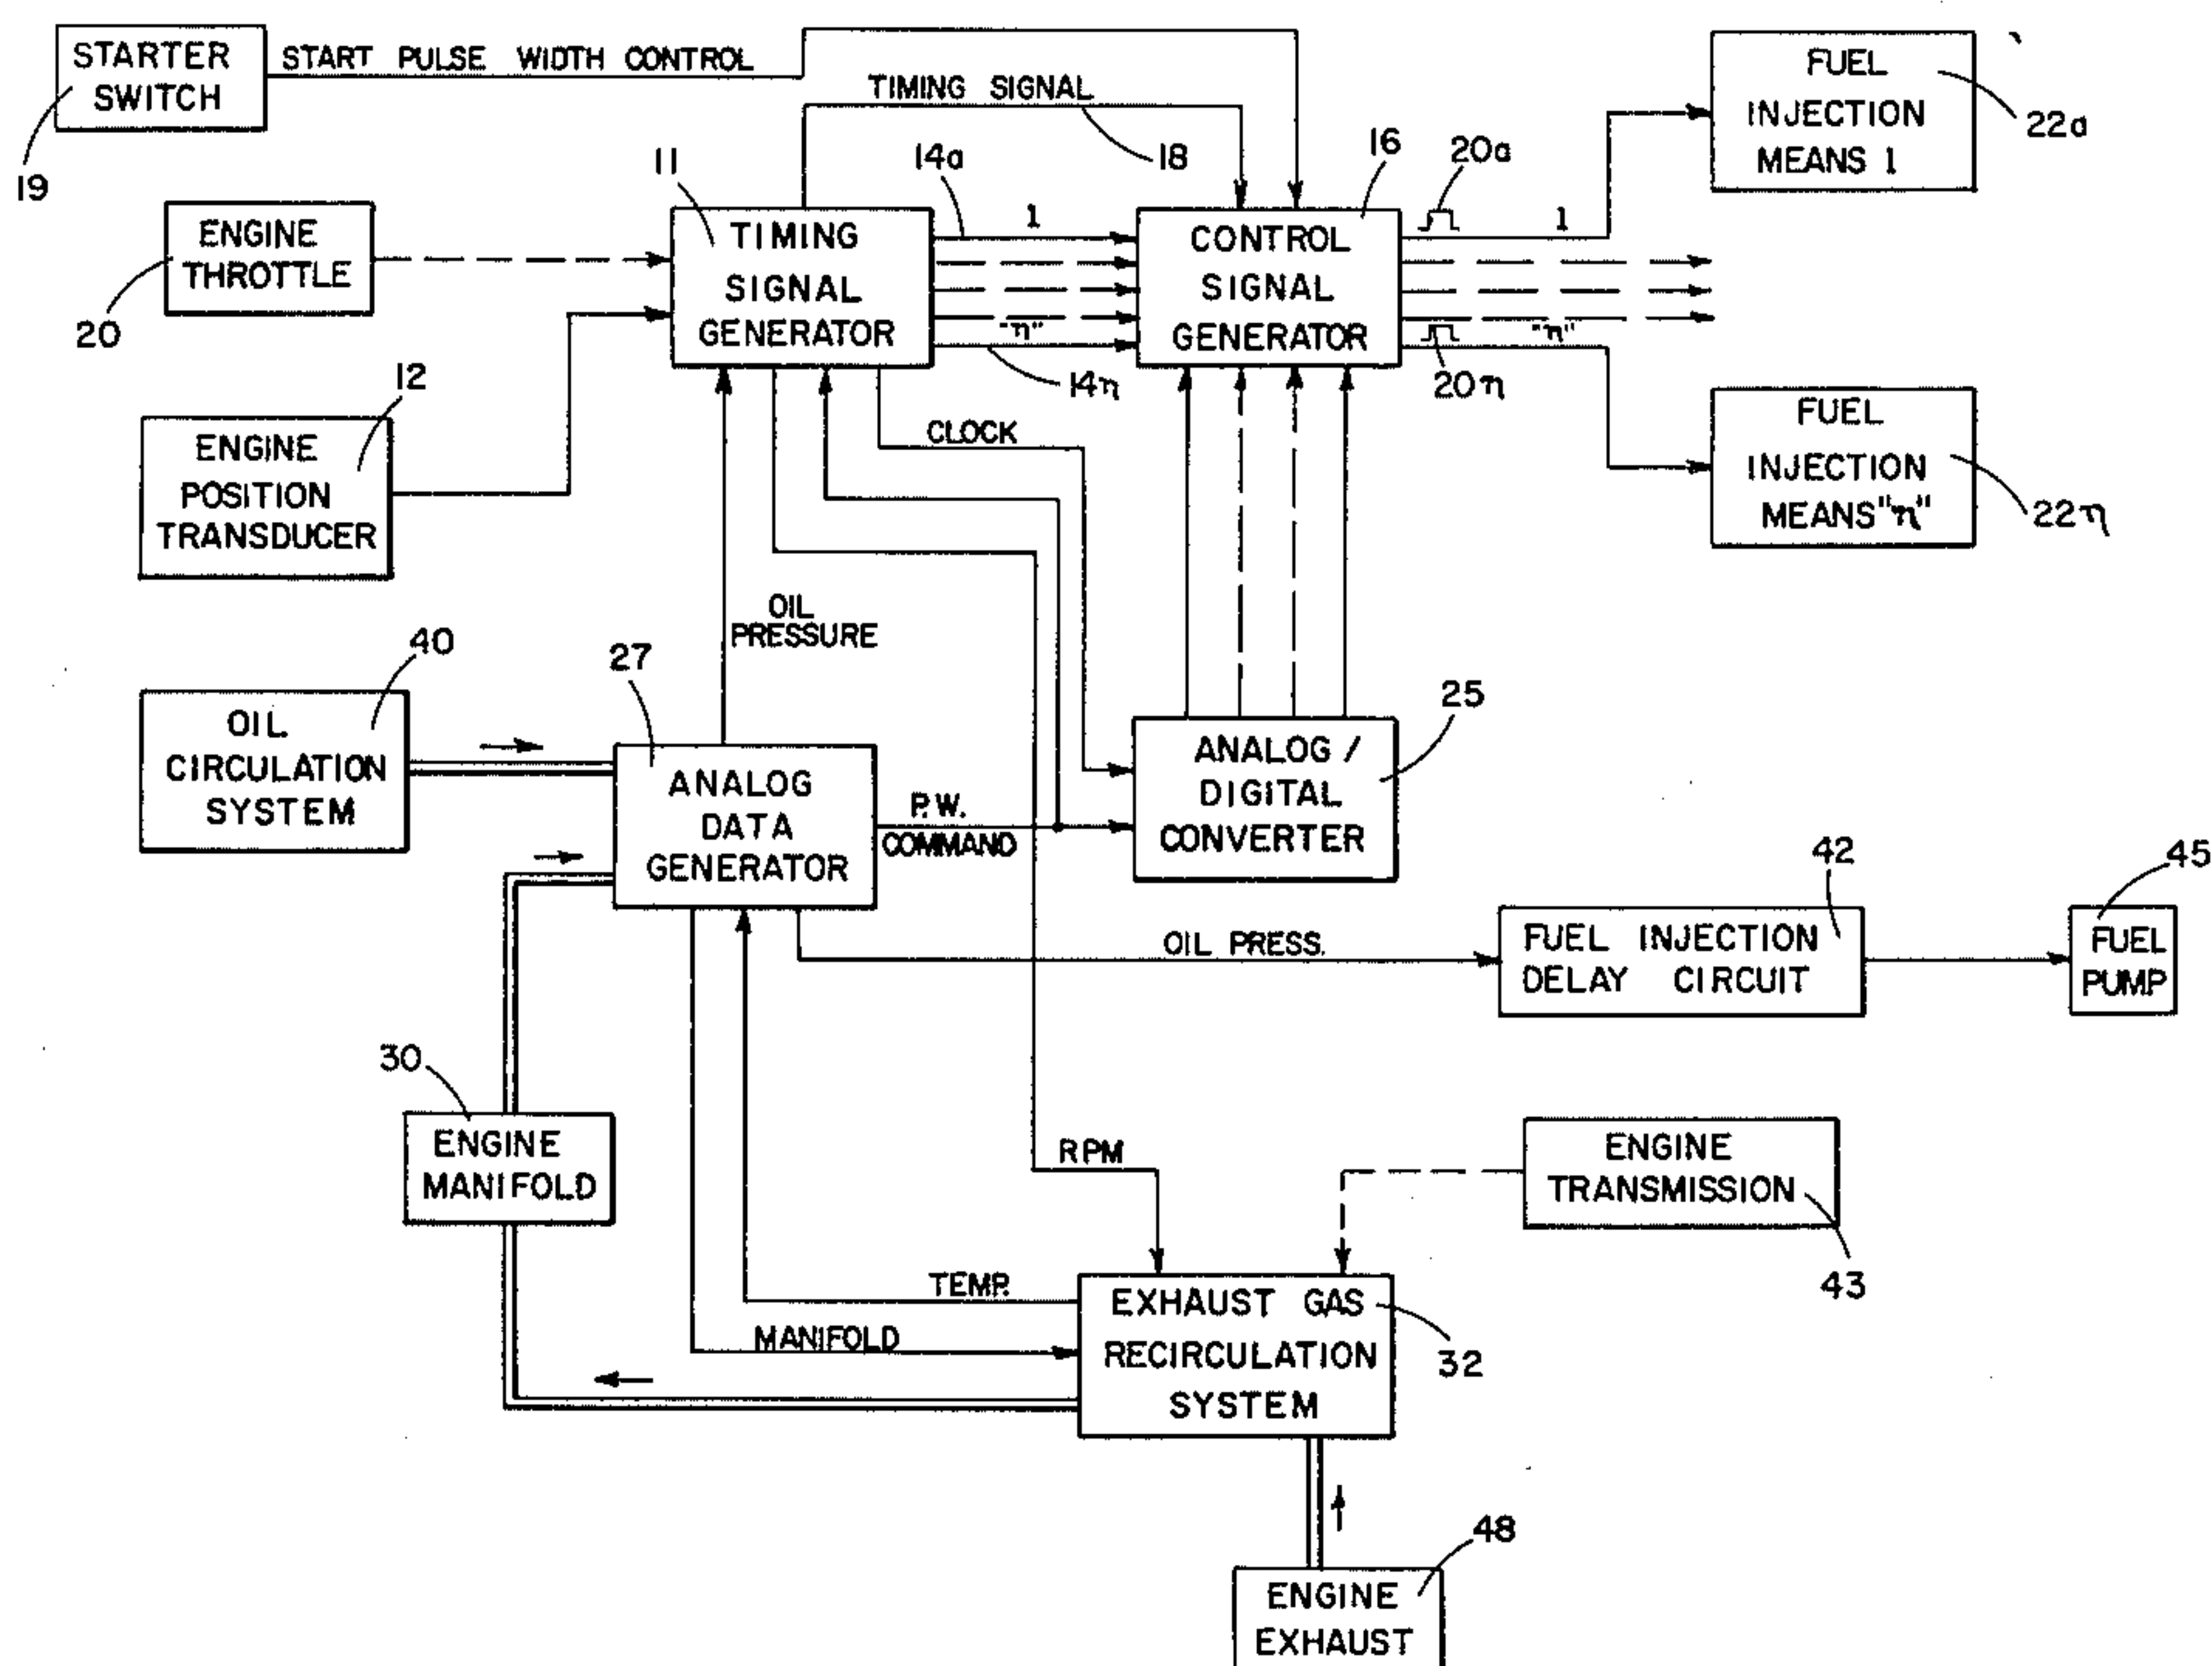 STARTER
SWITCH
19
START PULSE WIDTH CONTROL
TIMING SIGNAL
18
FUEL
INJECTION
MEANS 1
22a
ENGINE
THROTTLE
20
11
TIMING
SIGNAL
GENERATOR
14a
1
"η"
14η
16
CONTROL
SIGNAL
GENERATOR
20a
1
"η"
20η
12
ENGINE
POSITION
TRANSDUCER
CLOCK
FUEL
INJECTION
MEANS "η"
22η
OIL
PRESSURE
40
OIL
CIRCULATION
SYSTEM
27
ANALOG
DATA
GENERATOR
P.W.
COMMAND
25
ANALOG /
DIGITAL
CONVERTER
OIL PRESS.
42
FUEL INJECTION
DELAY CIRCUIT
45
FUEL
PUMP
30
ENGINE
MANIFOLD
RPM
ENGINE
TRANSMISSION
43
TEMP.
MANIFOLD
EXHAUST GAS
RECIRCULATION
SYSTEM
32
48
ENGINE
EXHAUST